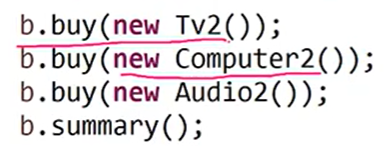 b.buy(new Tv2());
b.buy(new Computer2());
b.buy(new Audio2());
b.summary();